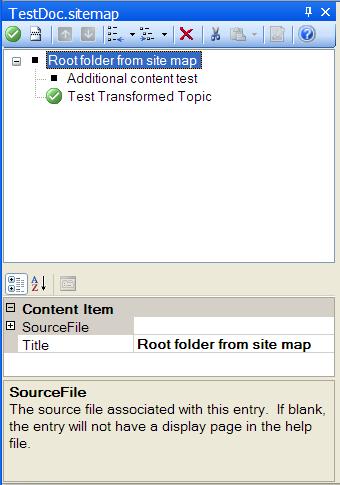 TestDoc.sitemap
Root folder from site map
Additional content test
Test Transformed Topic
Content Item
SourceFile
Title Root folder from site map
SourceFile
The source file associated with this entry. If blank,
the entry will not have a display page in the help
file.